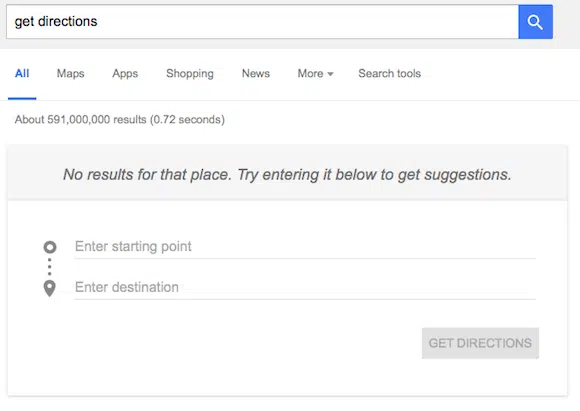 get directions
All Maps Apps Shopping News More Search tools
About 591,000,000 results (0.72 seconds)
No results for that place. Try entering it below to get suggestions.
Enter starting point
Enter destination
GET DIRECTIONS